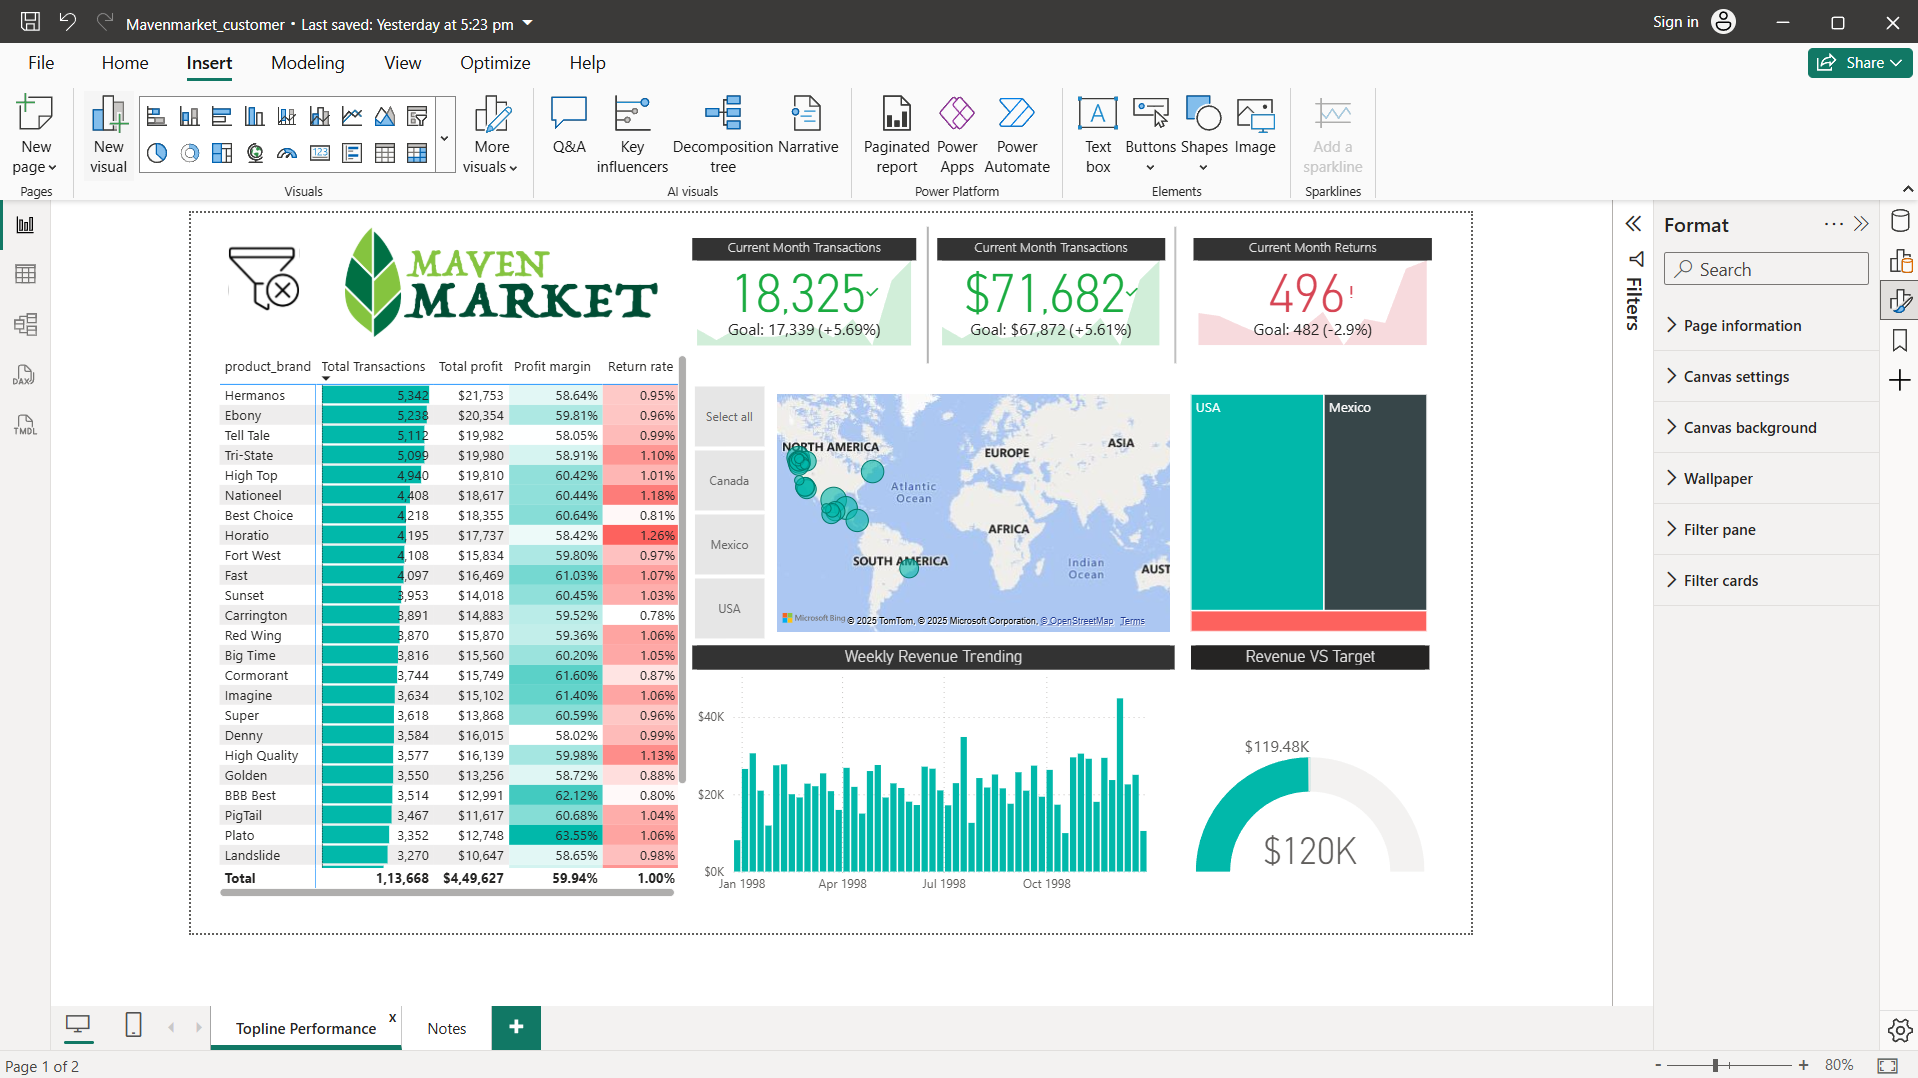 Mavenmarket_customer • Last saved: Yesterday at 5:23 pm
Sign in
File Home Insert Modeling View Optimize Help
Share
New page
New visual
More visuals
Q&A
Key influencers
Decomposition tree
Narrative
Paginated report
Power Apps
Power Automate
Text box
Buttons
Shapes
Image
Add a sparkline
Pages
Visuals
AI visuals
Power Platform
Elements
Sparklines
123
DAX
TMDL
MAVEN
MARKET
Current Month Transactions
18,325
Goal: 17,339 (+5.69%)
Current Month Transactions
$71,682
Goal: $67,872 (+5.61%)
Current Month Returns
496!
Goal: 482 (-2.9%)
product_brand Total Transactions Total profit Profit margin Return rate
Hermanos 5,342 $21,753 58.64% 0.95%
Ebony 5,238 $20,354 59.81% 0.96%
Tell Tale 5,112 $19,982 58.05% 0.99%
Tri-State 5,099 $19,980 58.91% 1.10%
High Top 4,940 $19,810 60.42% 1.01%
Nationeel 4,408 $18,617 60.44% 1.18%
Best Choice 4,218 $18,355 60.64% 0.81%
Horatio 4,195 $17,737 58.42% 1.26%
Fort West 4,108 $15,834 59.80% 0.97%
Fast 4,097 $16,469 61.03% 1.07%
Sunset 3,953 $14,018 60.45% 1.03%
Carrington 3,891 $14,883 59.52% 0.78%
Red Wing 3,870 $15,870 59.36% 1.06%
Big Time 3,816 $15,560 60.20% 1.05%
Cormorant 3,744 $15,749 61.60% 0.87%
Imagine 3,634 $15,102 61.40% 1.06%
Super 3,618 $13,868 60.59% 0.96%
Denny 3,584 $16,015 58.02% 0.99%
High Quality 3,577 $16,139 59.98% 1.13%
Golden 3,550 $13,256 58.72% 0.88%
BBB Best 3,514 $12,991 62.12% 0.80%
PigTail 3,467 $11,617 60.68% 1.04%
Plato 3,352 $12,748 63.55% 1.06%
Landslide 3,270 $10,647 58.65% 0.98%
Total 1,13,668 $4,49,627 59.94% 1.00%
Select all
Canada
Mexico
USA
NORTH AMERICA
EUROPE
ASIA
Atlantic Ocean
AFRICA
SOUTH AMERICA
Indian Ocean
AUST
Microsoft Bing
© 2025 TomTom, © 2025 Microsoft Corporation, © OpenStreetMap Terms
USA
Mexico
Weekly Revenue Trending
$40K
$20K
$0K
Jan 1998 Apr 1998 Jul 1998 Oct 1998
Revenue VS Target
$119.48K
$120K
Filters
Format
Search
Page information
Canvas settings
Canvas background
Wallpaper
Filter pane
Filter cards
Topline Performance x
Notes
+
Page 1 of 2
- + 80%